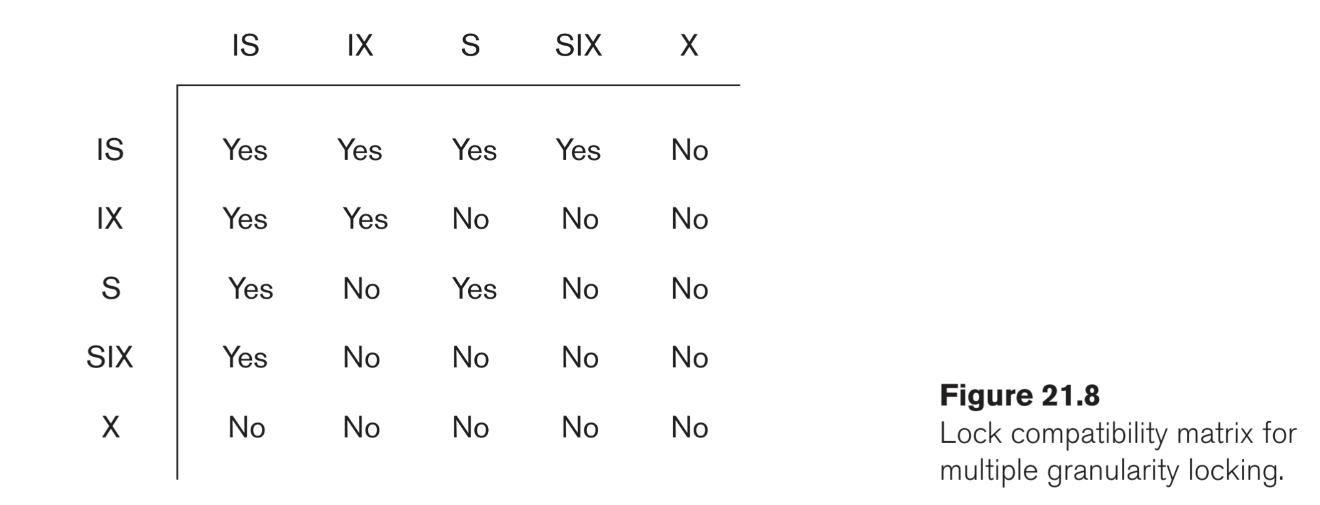 IS IX S SIX X
IS Yes Yes Yes Yes No
IX Yes Yes No No No
S Yes No Yes No No
SIX Yes No No No No
X No No No No No
Figure 21.8
Lock compatibility matrix for
multiple granularity locking.